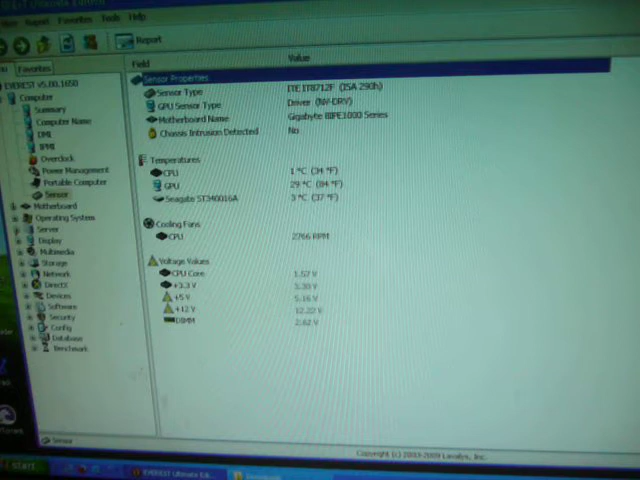 View Report Favorites Tools Help
Report
Favorites
Field Value
EVEREST v5.00.1650
Computer
Summary
Computer Name
DMI
IPMI
Overclock
Power Management
Portable Computer
Sensor
Motherboard
Operating System
Server
Display
Multimedia
Storage
Network
DirectX
Devices
Software
Security
Config
Database
Benchmark
Sensor Properties
Sensor Type ITE IT8712F (ISA 290h)
GPU Sensor Type Driver (NV-DRV)
Motherboard Name Gigabyte 8IPE1000 Series
Chassis Intrusion Detected No
Temperatures
CPU 1 °C (34 °F)
GPU 29 °C (84 °F)
Seagate ST340016A 3 °C (37 °F)
Cooling Fans
CPU 2766 RPM
Voltage Values
CPU Core 1.57 V
+3.3 V
+5 V 5.16 V
+12 V
DIMM 2.62 V
Sensor
Copyright (c) 2003-2009 Lavalys, Inc.
start
EVEREST Ultimate Edi...